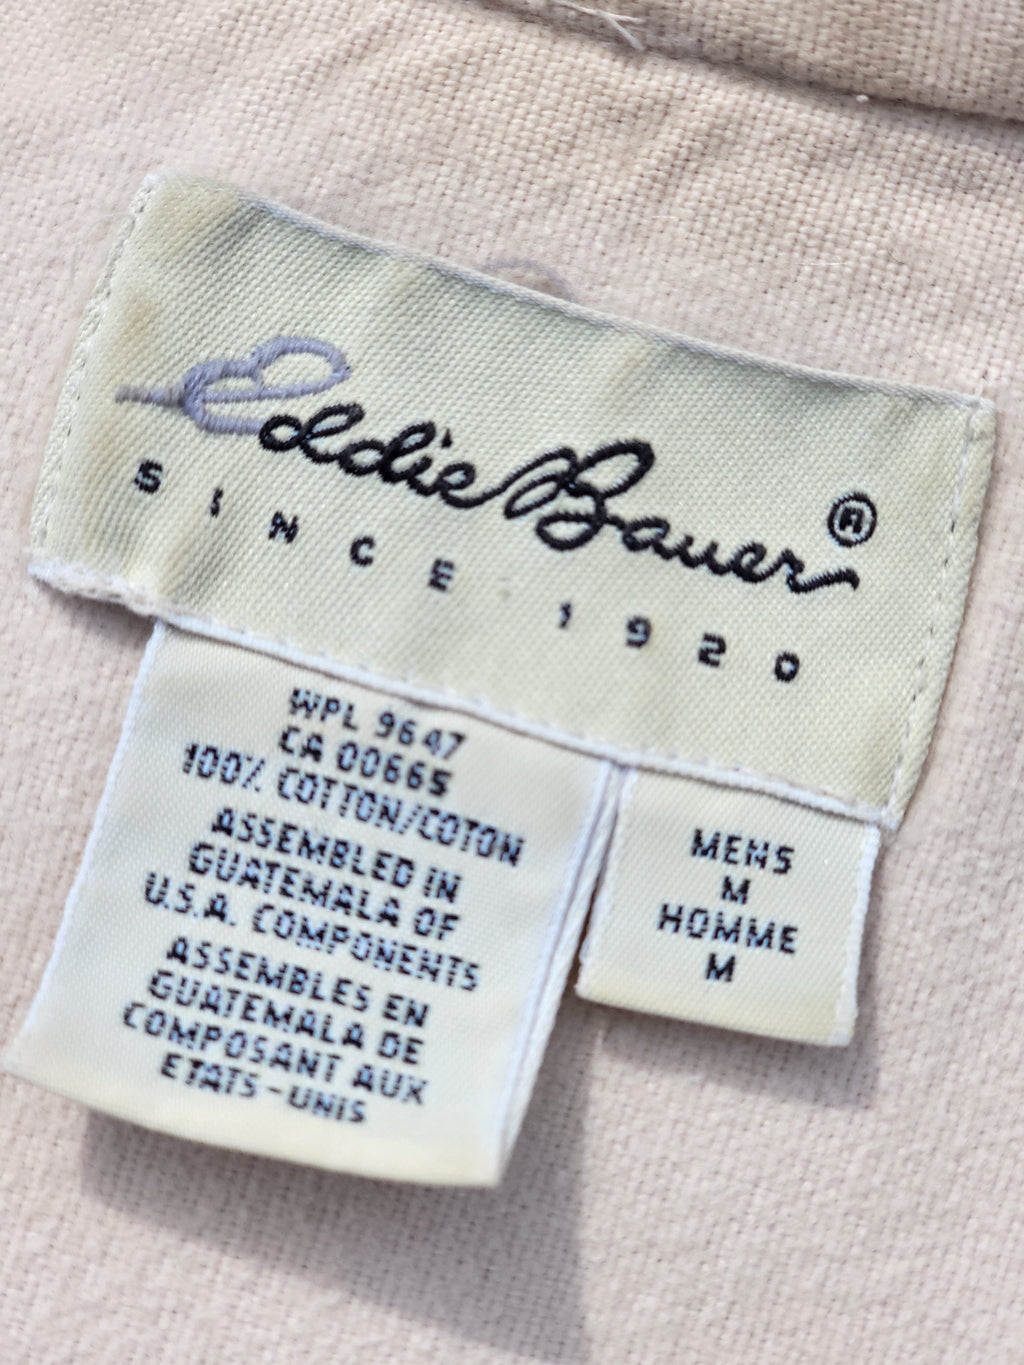 Eddie Bauer®
SINCE 1920
WPL 9647
CA 00665
100% COTTON/COTON
ASSEMBLED IN
GUATEMALA OF
U.S.A. COMPONENTS
ASSEMBLES EN
GUATEMALA DE
COMPOSANT AUX
ETATS-UNIS
MENS
M
HOMME
M